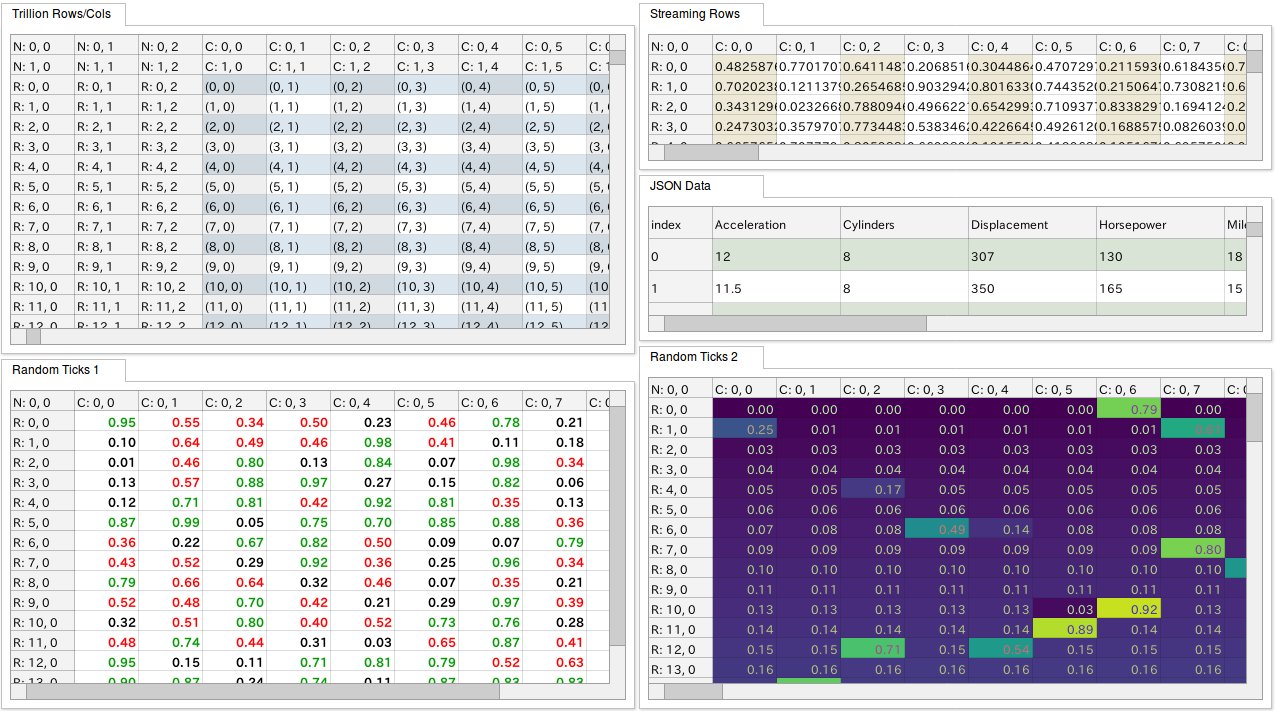 Trillion Rows/Cols
N: 0, 0 N: 0, 1 N: 0, 2 C: 0, 0 C: 0, 1 C: 0, 2 C: 0, 3 C: 0, 4 C: 0, 5
N: 1, 0 N: 1, 1 N: 1, 2 C: 1, 0 C: 1, 1 C: 1, 2 C: 1, 3 C: 1, 4 C: 1, 5
R: 0, 0 R: 0, 1 R: 0, 2 (0, 0) (0, 1) (0, 2) (0, 3) (0, 4) (0, 5) (0,
R: 1, 0 R: 1, 1 R: 1, 2 (1, 0) (1, 1) (1, 2) (1, 3) (1, 4) (1, 5) (1,
R: 2, 0 R: 2, 1 R: 2, 2 (2, 0) (2, 1) (2, 2) (2, 3) (2, 4) (2, 5) (2,
R: 3, 0 R: 3, 1 R: 3, 2 (3, 0) (3, 1) (3, 2) (3, 3) (3, 4) (3, 5) (3,
R: 4, 0 R: 4, 1 R: 4, 2 (4, 0) (4, 1) (4, 2) (4, 3) (4, 4) (4, 5) (4,
R: 5, 0 R: 5, 1 R: 5, 2 (5, 0) (5, 1) (5, 2) (5, 3) (5, 4) (5, 5) (5,
R: 6, 0 R: 6, 1 R: 6, 2 (6, 0) (6, 1) (6, 2) (6, 3) (6, 4) (6, 5) (6,
R: 7, 0 R: 7, 1 R: 7, 2 (7, 0) (7, 1) (7, 2) (7, 3) (7, 4) (7, 5) (7,
R: 8, 0 R: 8, 1 R: 8, 2 (8, 0) (8, 1) (8, 2) (8, 3) (8, 4) (8, 5) (8,
R: 9, 0 R: 9, 1 R: 9, 2 (9, 0) (9, 1) (9, 2) (9, 3) (9, 4) (9, 5) (9,
R: 10, 0 R: 10, 1 R: 10, 2 (10, 0) (10, 1) (10, 2) (10, 3) (10, 4) (10, 5) (10
R: 11, 0 R: 11, 1 R: 11, 2 (11, 0) (11, 1) (11, 2) (11, 3) (11, 4) (11, 5) (11
R: 12, 0 R: 12, 1 R: 12, 2 (12, 0) (12, 1) (12, 2) (12, 3) (12, 4) (12, 5) (12
Streaming Rows
N: 0, 0 C: 0, 0 C: 0, 1 C: 0, 2 C: 0, 3 C: 0, 4 C: 0, 5 C: 0, 6 C: 0, 7
R: 0, 0 0.482587 0.770170 0.641148 0.206851 0.304486 0.470729 0.211593 0.618435 0.7
R: 1, 0 0.702023 0.121137 0.265468 0.903294 0.801633 0.744352 0.215064 0.730821 0.6
R: 2, 0 0.343129 0.023266 0.788094 0.496622 0.654299 0.710937 0.833829 0.169412 0.2
R: 3, 0 0.247303 0.357970 0.773448 0.538346 0.422664 0.492612 0.168857 0.082603 0.0
JSON Data
index Acceleration Cylinders Displacement Horsepower
0 12 8 307 130 18
1 11.5 8 350 165 15
Random Ticks 1
N: 0, 0 C: 0, 0 C: 0, 1 C: 0, 2 C: 0, 3 C: 0, 4 C: 0, 5 C: 0, 6 C: 0, 7
R: 0, 0 0.95 0.55 0.34 0.50 0.23 0.46 0.78 0.21
R: 1, 0 0.10 0.64 0.49 0.46 0.98 0.41 0.11 0.18
R: 2, 0 0.01 0.46 0.80 0.13 0.84 0.07 0.98 0.34
R: 3, 0 0.13 0.57 0.88 0.97 0.27 0.15 0.82 0.06
R: 4, 0 0.12 0.71 0.81 0.42 0.92 0.81 0.35 0.13
R: 5, 0 0.87 0.99 0.05 0.75 0.70 0.85 0.88 0.36
R: 6, 0 0.36 0.22 0.67 0.82 0.50 0.09 0.07 0.79
R: 7, 0 0.43 0.52 0.29 0.92 0.36 0.25 0.96 0.34
R: 8, 0 0.79 0.66 0.64 0.32 0.46 0.07 0.35 0.21
R: 9, 0 0.52 0.48 0.70 0.42 0.21 0.29 0.97 0.39
R: 10, 0 0.32 0.51 0.80 0.40 0.52 0.73 0.76 0.28
R: 11, 0 0.48 0.74 0.44 0.31 0.03 0.65 0.87 0.41
R: 12, 0 0.95 0.15 0.11 0.71 0.81 0.79 0.52 0.63
Random Ticks 2
N: 0, 0 C: 0, 0 C: 0, 1 C: 0, 2 C: 0, 3 C: 0, 4 C: 0, 5 C: 0, 6 C: 0, 7
R: 0, 0 0.00 0.00 0.00 0.00 0.00 0.00 0.79 0.00
R: 1, 0 0.25 0.01 0.01 0.01 0.01 0.01 0.01
R: 2, 0 0.03 0.03 0.03 0.03 0.03 0.03 0.03 0.03
R: 3, 0 0.04 0.04 0.04 0.04 0.04 0.04 0.04 0.04
R: 4, 0 0.05 0.05 0.17 0.05 0.05 0.05 0.05 0.05
R: 5, 0 0.06 0.06 0.06 0.06 0.06 0.06 0.06 0.06
R: 6, 0 0.07 0.08 0.08 0.49 0.14 0.08 0.08 0.08
R: 7, 0 0.09 0.09 0.09 0.09 0.09 0.09 0.09 0.80
R: 8, 0 0.10 0.10 0.10 0.10 0.10 0.10 0.10 0.10
R: 9, 0 0.11 0.11 0.11 0.11 0.11 0.11 0.11 0.11
R: 10, 0 0.13 0.13 0.13 0.13 0.13 0.03 0.92 0.13
R: 11, 0 0.14 0.14 0.14 0.14 0.14 0.89 0.14 0.14
R: 12, 0 0.15 0.15 0.71 0.15 0.54 0.15 0.15 0.15
R: 13, 0 0.16 0.16 0.16 0.16 0.16 0.16 0.16 0.16